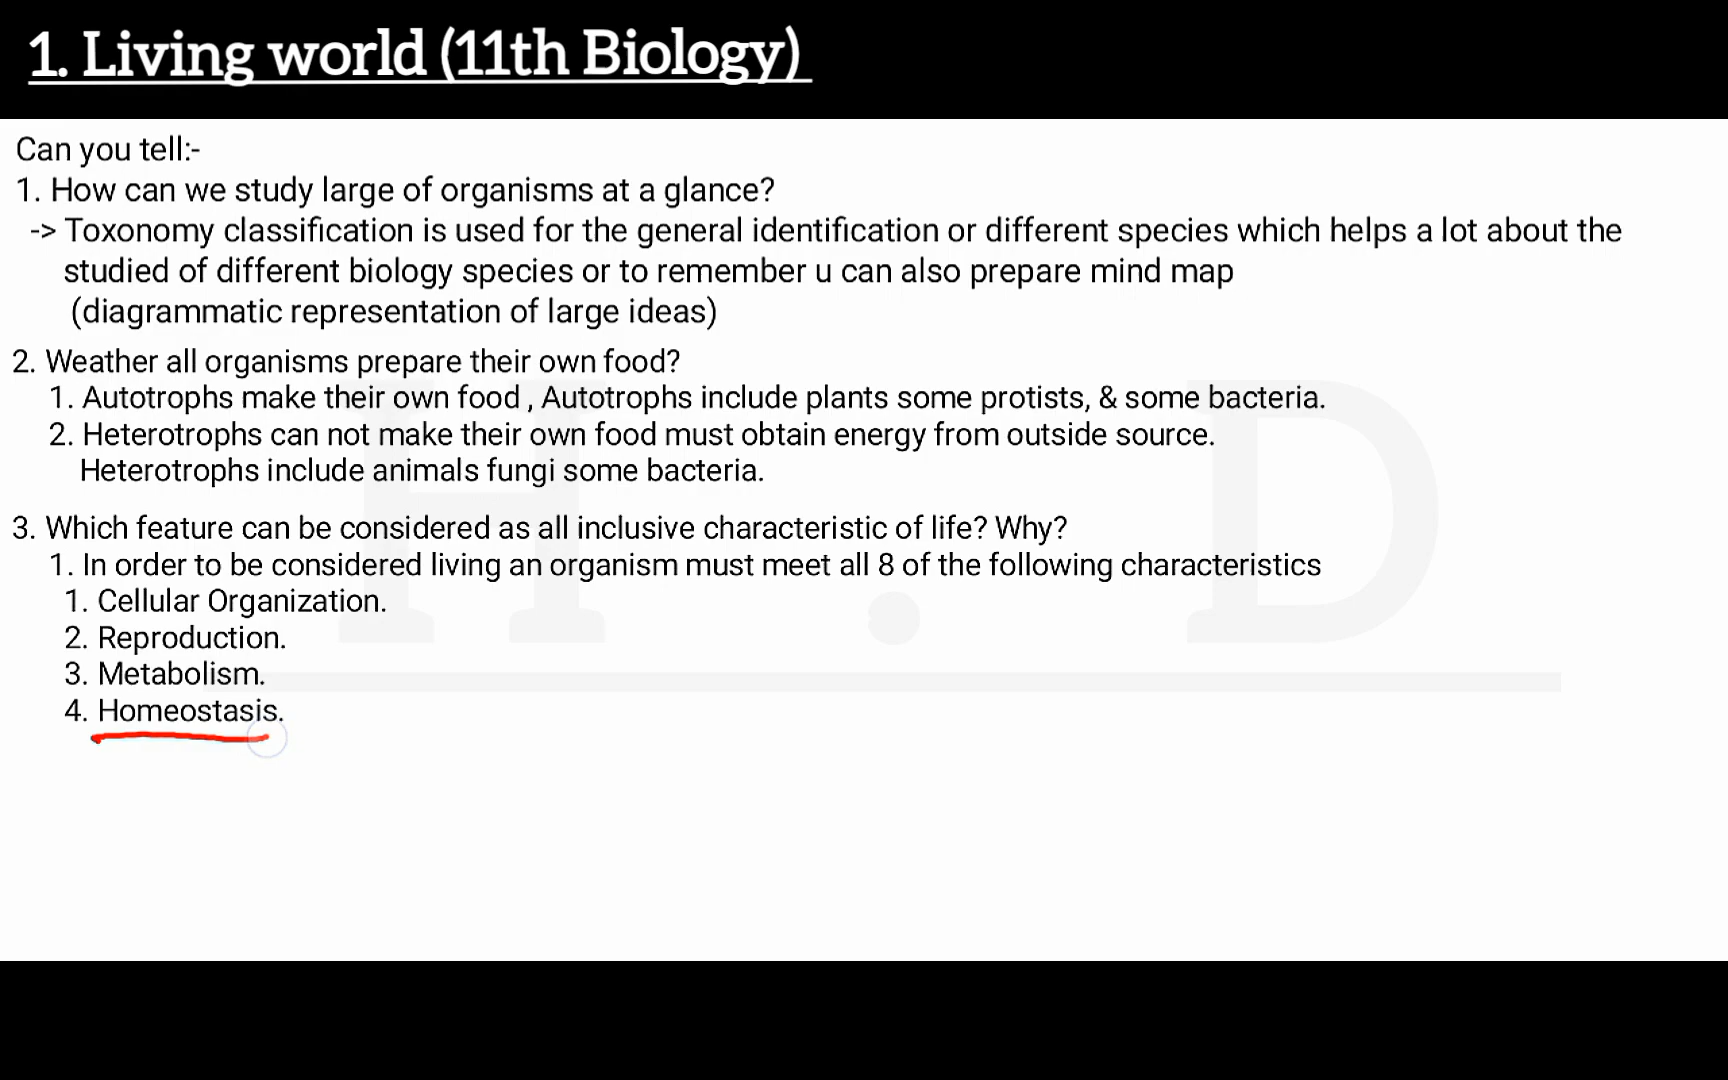 1. Living world (11th Biology)
Can you tell:-
1. How can we study large of organisms at a glance?
-> Toxonomy classification is used for the general identification or different species which helps a lot about the
studied of different biology species or to remember u can also prepare mind map
(diagrammatic representation of large ideas)
2. Weather all organisms prepare their own food?
1. Autotrophs make their own food , Autotrophs include plants some protists, & some bacteria.
2. Heterotrophs can not make their own food must obtain energy from outside source.
Heterotrophs include animals fungi some bacteria.
3. Which feature can be considered as all inclusive characteristic of life? Why?
1. In order to be considered living an organism must meet all 8 of the following characteristics
1. Cellular Organization.
2. Reproduction.
3. Metabolism.
4. Homeostasis.
H . D